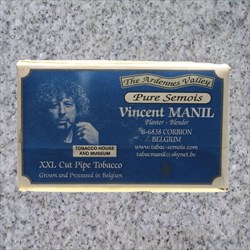 The Ardennes Valley
Pure Semois
Vincent MANIL
Planter - Blender
B-6838 CORBION
BELGIUM
www.tabac-semois.com
tabacmanil@skynet.be
TOBACCO HOUSE
AND MUSEUM
XXL Cut Pipe Tobacco
Grown and Processed in Belgium